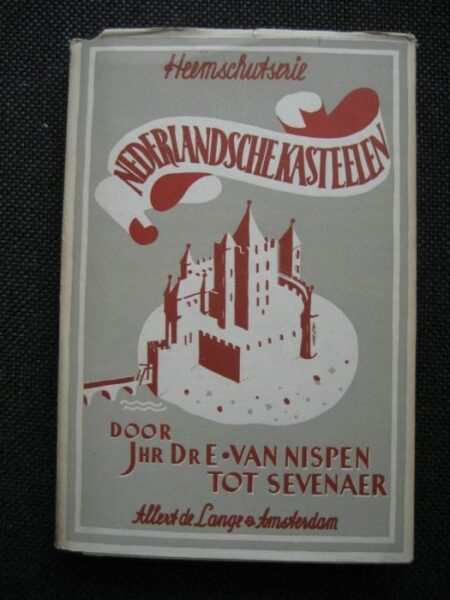 Heemschutserie
NEDERLANDSCHE KASTEELEN
DOOR
JHR DR E • VAN NISPEN
TOT SEVENAER
Allert de Lange • Amsterdam